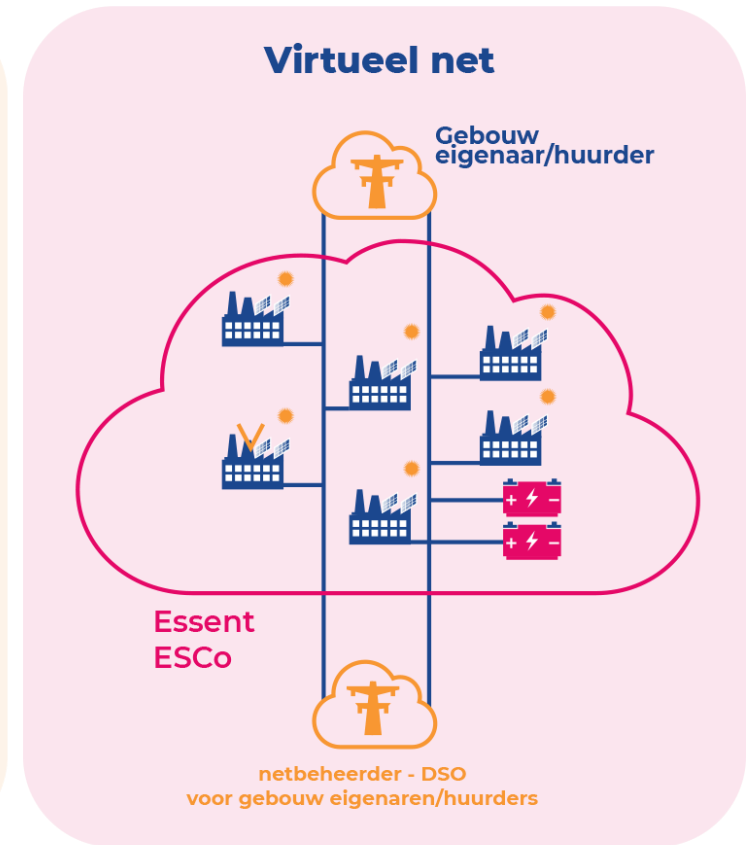 Virtueel net
Gebouw
eigenaar/huurder
Essent
ESCo
netbeheerder - DSO
voor gebouw eigenaren/huurders